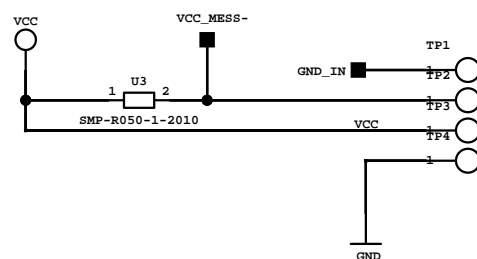 VCC
VCC_MESS-
U3
1 2
SMP-R050-1-2010
GND_IN
TP1
1
TP2
1
TP3
VCC
1
TP4
1
GND